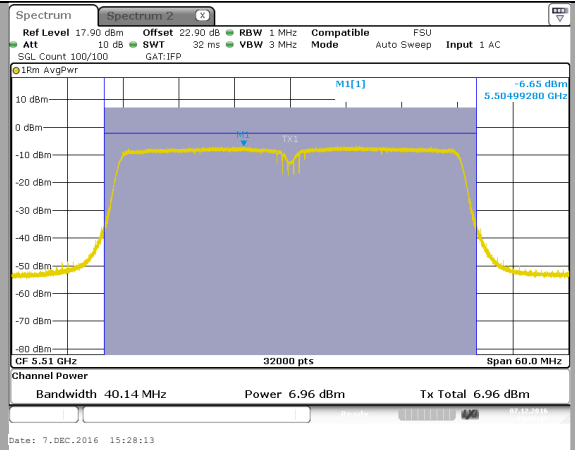 Spectrum Spectrum 2 X
Ref Level 17.90 dBm Offset 22.90 dB RBW 1 MHz Compatible FSU
Att 10 dB SWT 32 ms VBW 3 MHz Mode Auto Sweep Input 1 AC
SGL Count 100/100 GAT:IFP
1Rm AvgPwr
M1[1] -6.65 dBm
5.50499280 GHz
10 dBm
0 dBm
M1
TX1
-10 dBm
-20 dBm
-30 dBm
-40 dBm
-50 dBm
-60 dBm
-70 dBm
-80 dBm
CF 5.51 GHz 32000 pts Span 60.0 MHz
Channel Power
Bandwidth 40.14 MHz Power 6.96 dBm Tx Total 6.96 dBm
Ready 07.12.2016
Date: 7.DEC.2016 15:28:13